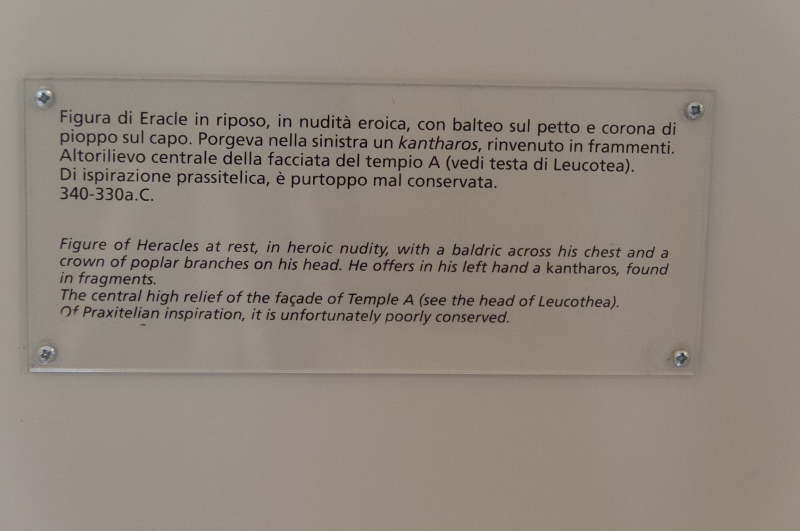 Figura di Eracle in riposo, in nudità eroica, con balteo sul petto e corona di
pioppo sul capo. Porgeva nella sinistra un kantharos, rinvenuto in frammenti.
Altorilievo centrale della facciata del tempio A (vedi testa di Leucotea).
Di ispirazione prassitelica, è purtoppo mal conservata.
340-330a.C.
Figure of Heracles at rest, in heroic nudity, with a baldric across his chest and a
crown of poplar branches on his head. He offers in his left hand a kantharos, found
in fragments.
The central high relief of the façade of Temple A (see the head of Leucothea).
Of Praxitelian inspiration, it is unfortunately poorly conserved.